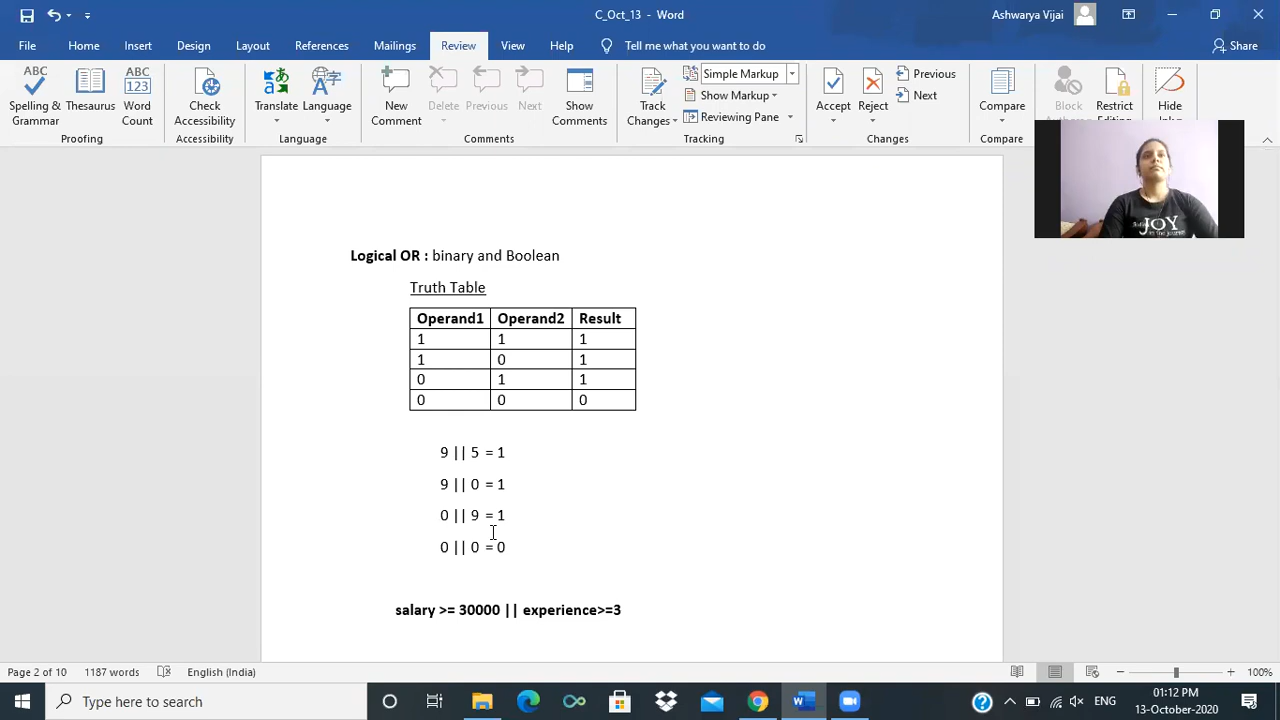 C_Oct_13 - Word
Ashwarya Vijai
File Home Insert Design Layout References Mailings Review View Help Tell me what you want to do Share
ABC Spelling & Grammar
Thesaurus
ABC 123 Word Count
Check Accessibility
Translate
Language
New Comment
Delete
Previous
Next
Show Comments
Track Changes
Simple Markup
Show Markup
Reviewing Pane
Accept
Reject
Previous
Next
Compare
Block
Restrict Editing
Hide
Proofing Accessibility Language Comments Tracking Changes Compare
JOY
Logical OR : binary and Boolean
Truth Table
Operand1 Operand2 Result
1 1 1
1 0 1
0 1 1
0 0 0
9 || 5 = 1
9 || 0 = 1
0 || 9 = 1
0 || 0 = 0
salary >= 30000 || experience>=3
Page 2 of 10 1187 words English (India) 100%
Type here to search
ENG
01:12 PM
13-October-2020